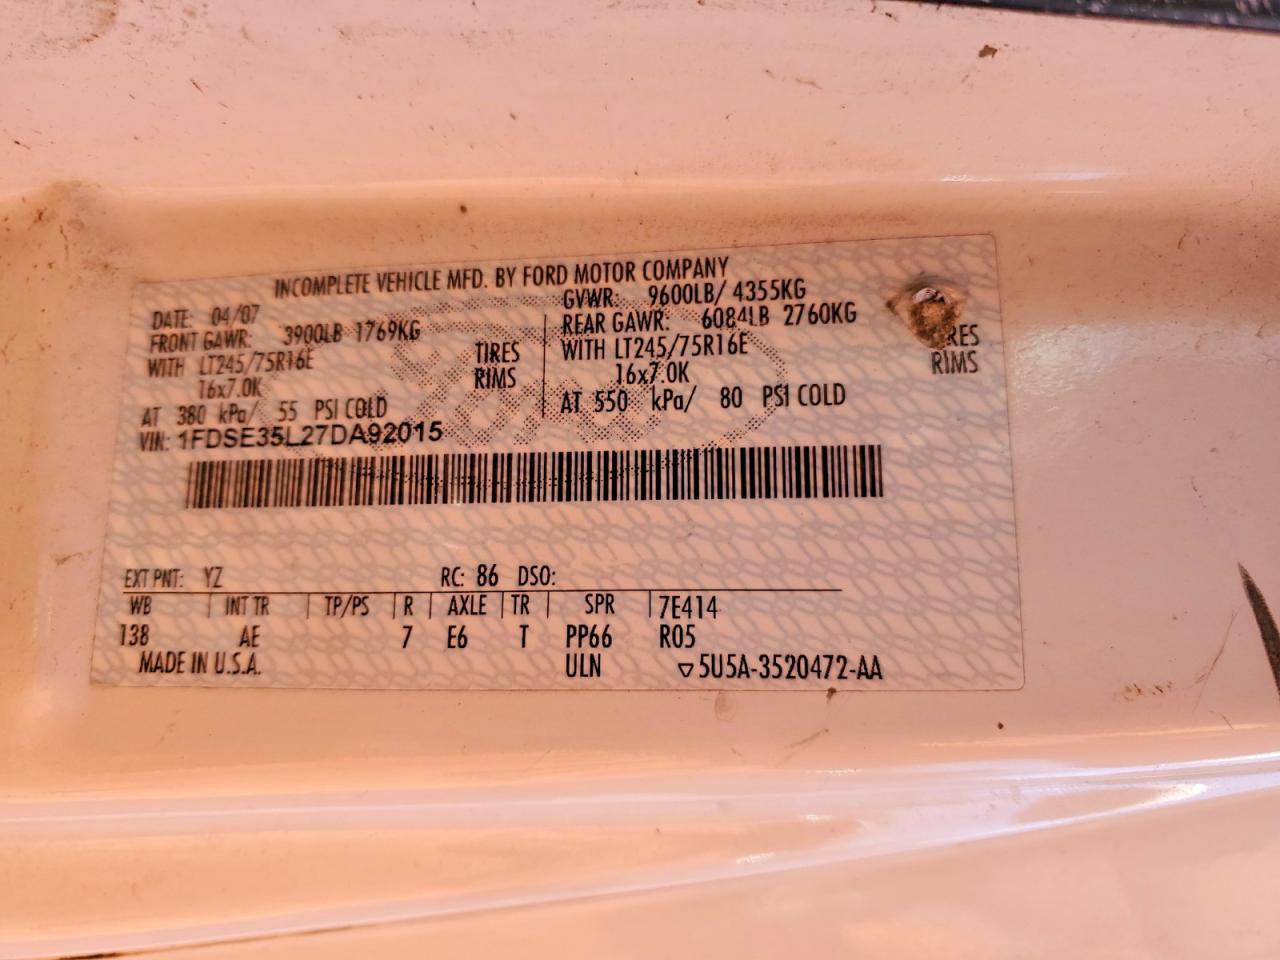 INCOMPLETE VEHICLE MFD. BY FORD MOTOR COMPANY
DATE: 04/07 GVWR: 9600LB/ 4355KG
FRONT GAWR: 3900LB 1769KG REAR GAWR: 6084LB 2760KG
WITH LT245/75R16E TIRES WITH LT245/75R16E
16x7.0K RIMS 16x7.0K RIMS
AT 380 kPa/ 55 PSI COLD AT 550 kPa/ 80 PSI COLD
VIN: 1FDSE35L27DA92015
EXT PNT: YZ RC: 86 DSO:
WB INT TR TP/PS R AXLE TR SPR 7E414
138 AE 7 E6 T PP66 R05
MADE IN U.S.A. ULN ▽5U5A-3520472-AA